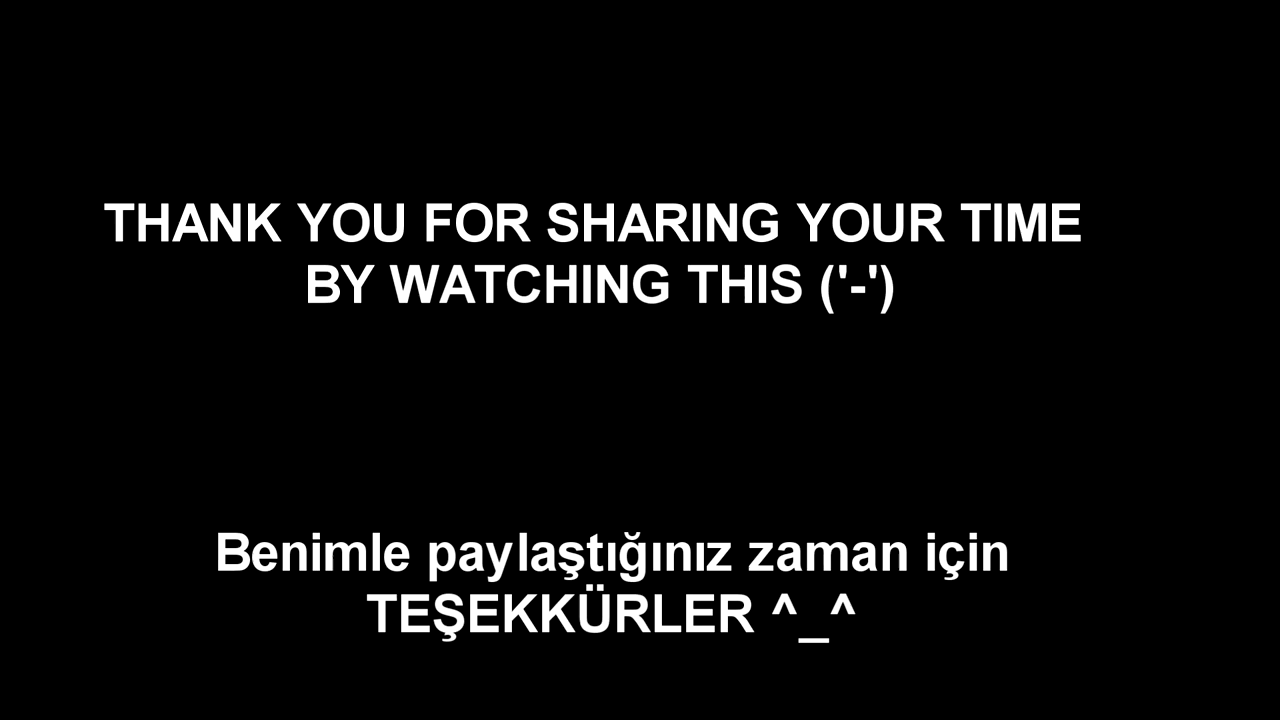 THANK YOU FOR SHARING YOUR TIME
BY WATCHING THIS ('-')
Benimle paylaştığınız zaman için
TEŞEKKÜRLER ^_^